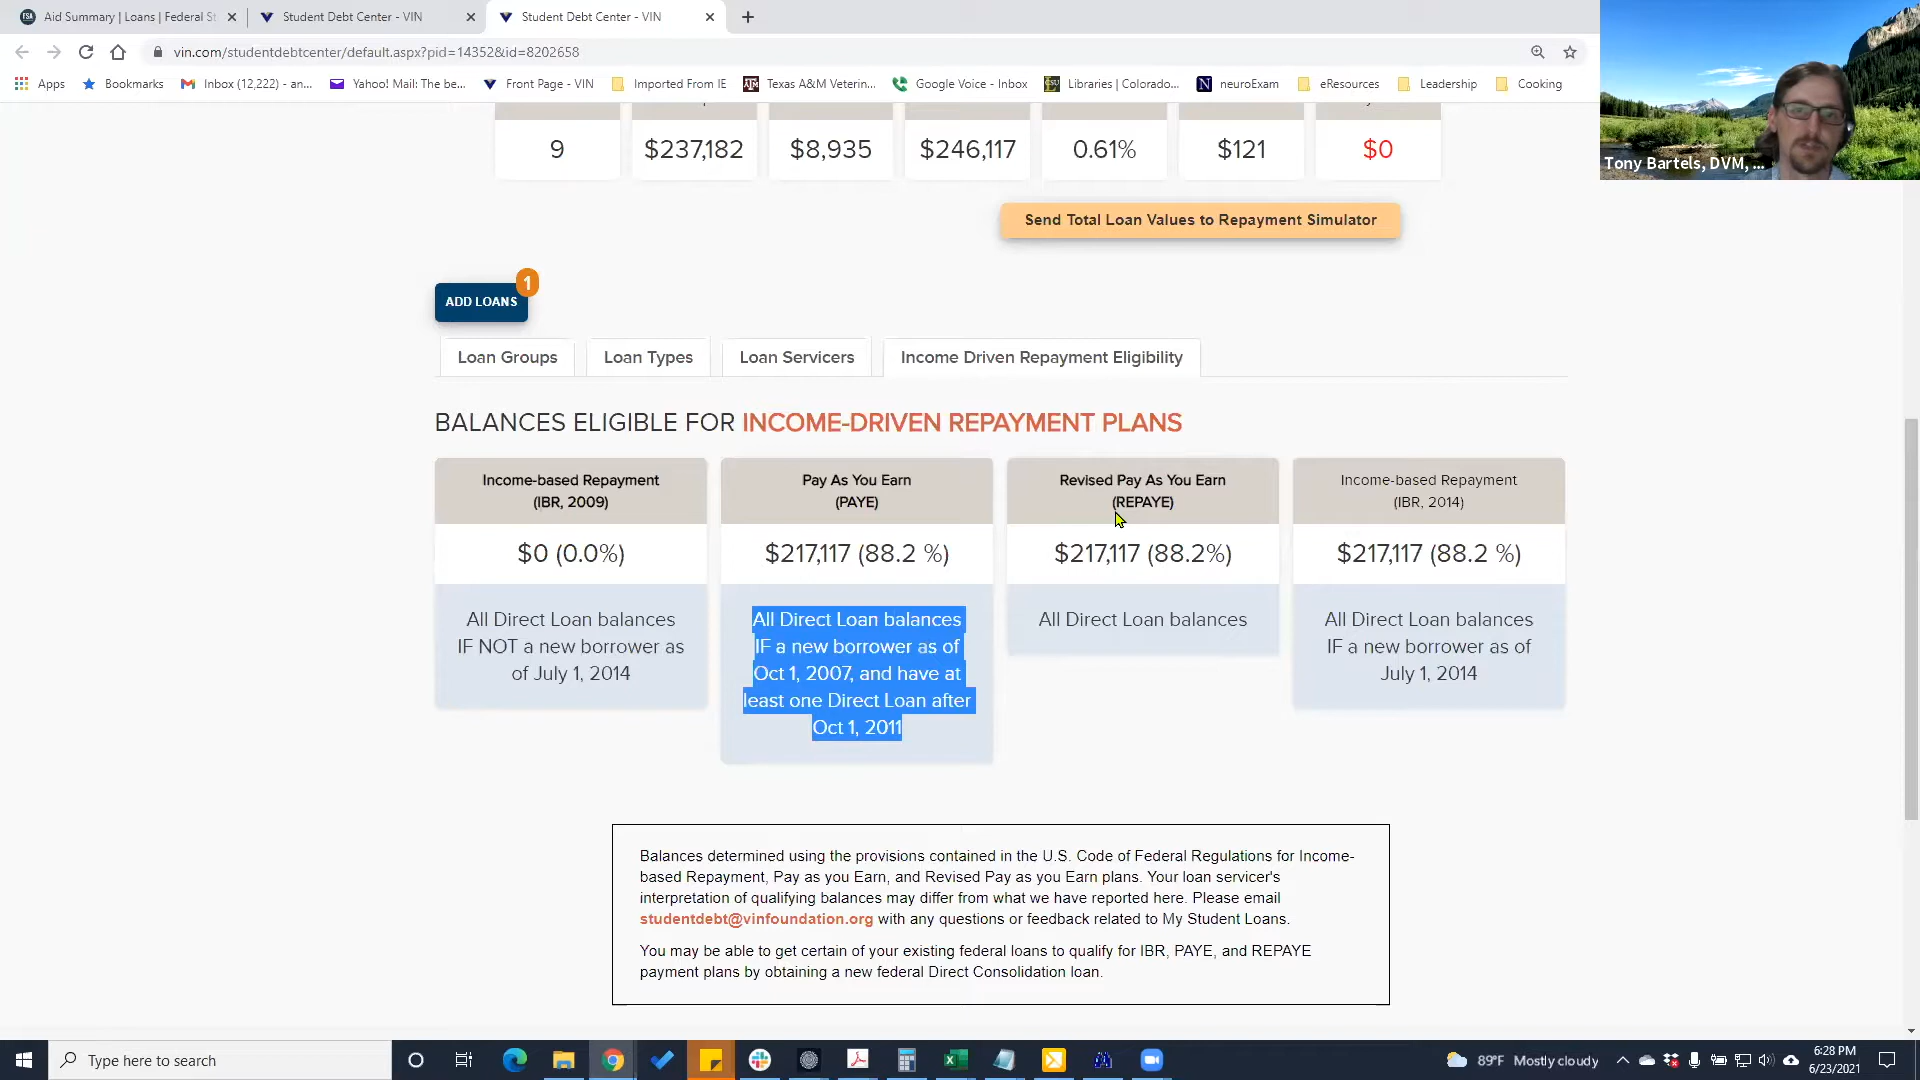 Aid Summary | Loans | Federal St
Student Debt Center - VIN
Student Debt Center - VIN
vin.com/studentdebtcenter/default.aspx?pid=14352&id=8202658
Apps
Bookmarks
Inbox (12,222) - an...
Yahoo! Mail: The be...
Front Page - VIN
Imported From IE
Texas A&M Veterin...
Google Voice - Inbox
Libraries | Colorado...
neuroExam
eResources
Leadership
Cooking
Tony Bartels, DVM, ...
9
$237,182
$8,935
$246,117
0.61%
$121
$0
Send Total Loan Values to Repayment Simulator
ADD LOANS
1
Loan Groups
Loan Types
Loan Servicers
Income Driven Repayment Eligibility
BALANCES ELIGIBLE FOR INCOME-DRIVEN REPAYMENT PLANS
Income-based Repayment
(IBR, 2009)
$0 (0.0%)
All Direct Loan balances
IF NOT a new borrower as
of July 1, 2014
Pay As You Earn
(PAYE)
$217,117 (88.2 %)
All Direct Loan balances
IF a new borrower as of
Oct 1, 2007, and have at
least one Direct Loan after
Oct 1, 2011
Revised Pay As You Earn
(REPAYE)
$217,117 (88.2%)
All Direct Loan balances
Income-based Repayment
(IBR, 2014)
$217,117 (88.2 %)
All Direct Loan balances
IF a new borrower as of
July 1, 2014
Balances determined using the provisions contained in the U.S. Code of Federal Regulations for Income-
based Repayment, Pay as you Earn, and Revised Pay as you Earn plans. Your loan servicer's
interpretation of qualifying balances may differ from what we have reported here. Please email
studentdebt@vinfoundation.org with any questions or feedback related to My Student Loans.
You may be able to get certain of your existing federal loans to qualify for IBR, PAYE, and REPAYE
payment plans by obtaining a new federal Direct Consolidation loan.
Type here to search
89°F Mostly cloudy
6:28 PM
6/23/2021